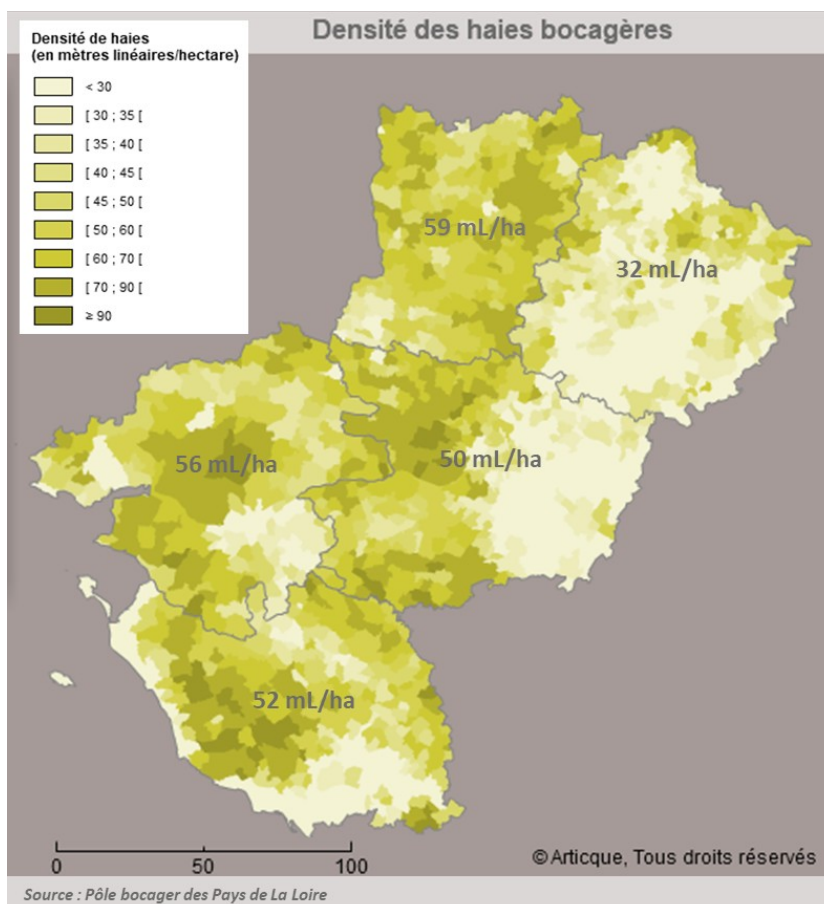 Densité des haies bocagères
Densité de haies
(en mètres linéaires/hectare)
< 30
[ 30 ; 35 [
[ 35 ; 40 [
[ 40 ; 45 [
[ 45 ; 50 [
[ 50 ; 60 [
[ 60 ; 70 [
[ 70 ; 90 [
≥ 90
59 mL/ha
32 mL/ha
56 mL/ha
50 mL/ha
52 mL/ha
0 50 100
© Articque, Tous droits réservés
Source : Pôle bocager des Pays de La Loire